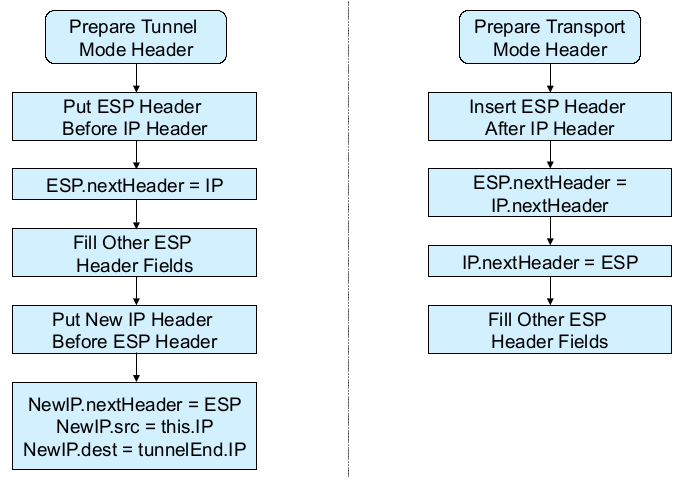 Prepare Tunnel
Mode Header
Put ESP Header
Before IP Header
ESP.nextHeader = IP
Fill Other ESP
Header Fields
Put New IP Header
Before ESP Header
NewIP.nextHeader = ESP
NewIP.src = this.IP
NewIP.dest = tunnelEnd.IP
Prepare Transport
Mode Header
Insert ESP Header
After IP Header
ESP.nextHeader =
IP.nextHeader
IP.nextHeader = ESP
Fill Other ESP
Header Fields